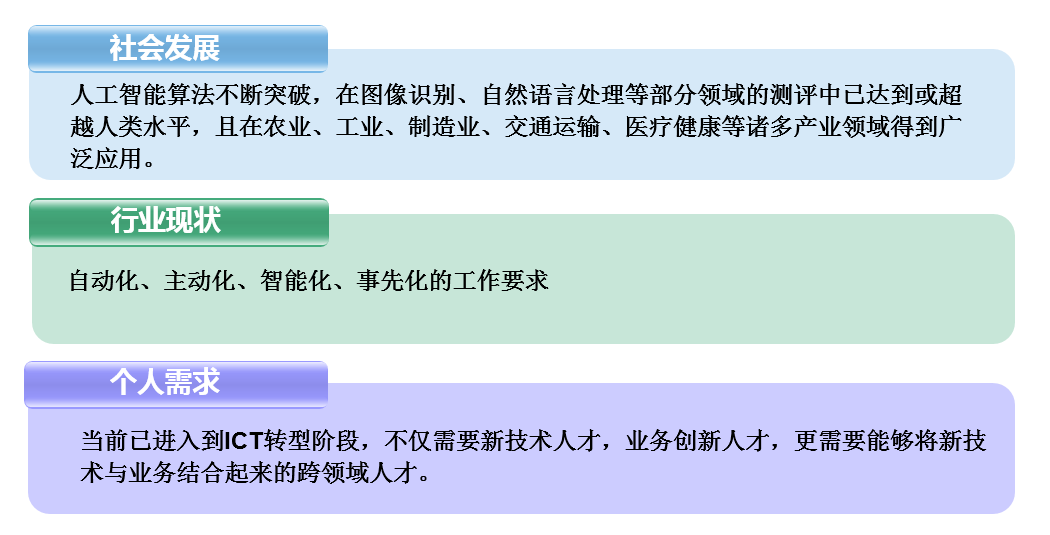 社会发展
人工智能算法不断突破，在图像识别、自然语言处理等部分领域的测评中已达到或超
越人类水平，且在农业、工业、制造业、交通运输、医疗健康等诸多产业领域得到广
泛应用。
行业现状
自动化、主动化、智能化、事先化的工作要求
个人需求
当前已进入到ICT转型阶段，不仅需要新技术人才，业务创新人才，更需要能够将新技
术与业务结合起来的跨领域人才。